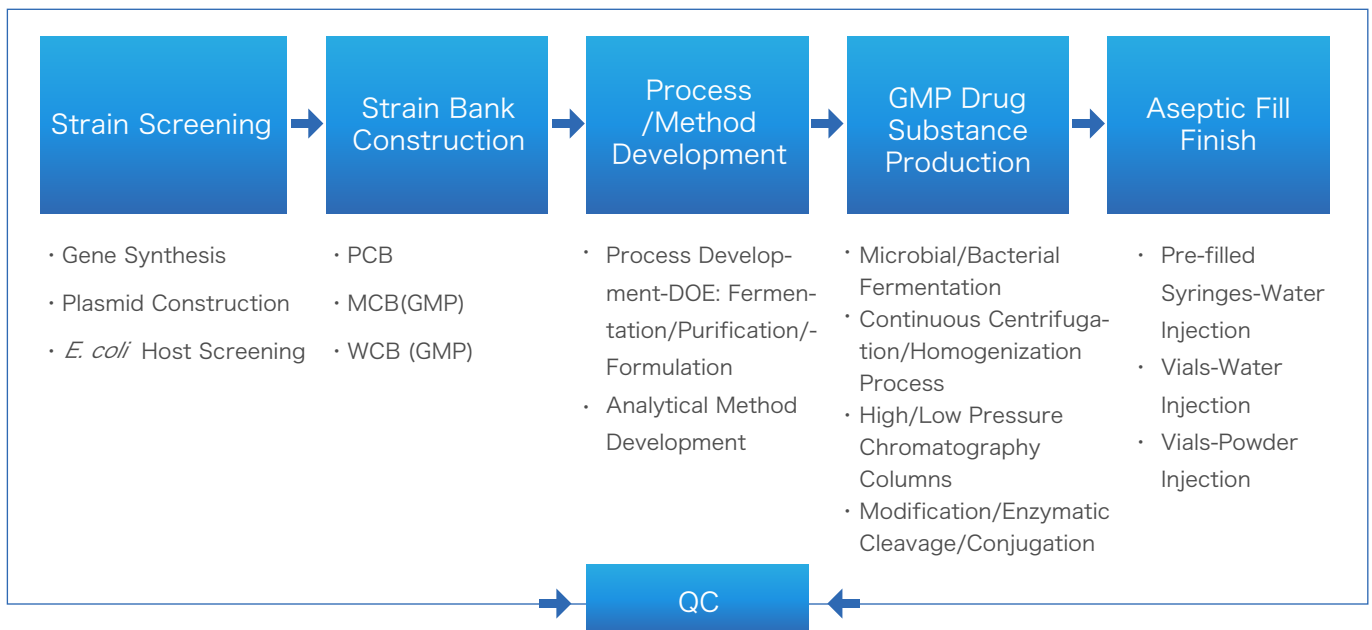 Strain Screening
Strain Bank
Construction
Process
/Method
Development
GMP Drug
Substance
Production
Aseptic Fill
Finish
· Gene Synthesis
· Plasmid Construction
· E. coli Host Screening
· PCB
· MCB(GMP)
· WCB (GMP)
· Process Develop-
ment-DOE: Fermen-
tation/Purification/-
Formulation
· Analytical Method
Development
· Microbial/Bacterial
Fermentation
· Continuous Centrifuga-
tion/Homogenization
Process
· High/Low Pressure
Chromatography
Columns
· Modification/Enzymatic
Cleavage/Conjugation
· Pre-filled
Syringes-Water
Injection
· Vials-Water
Injection
· Vials-Powder
Injection
QC